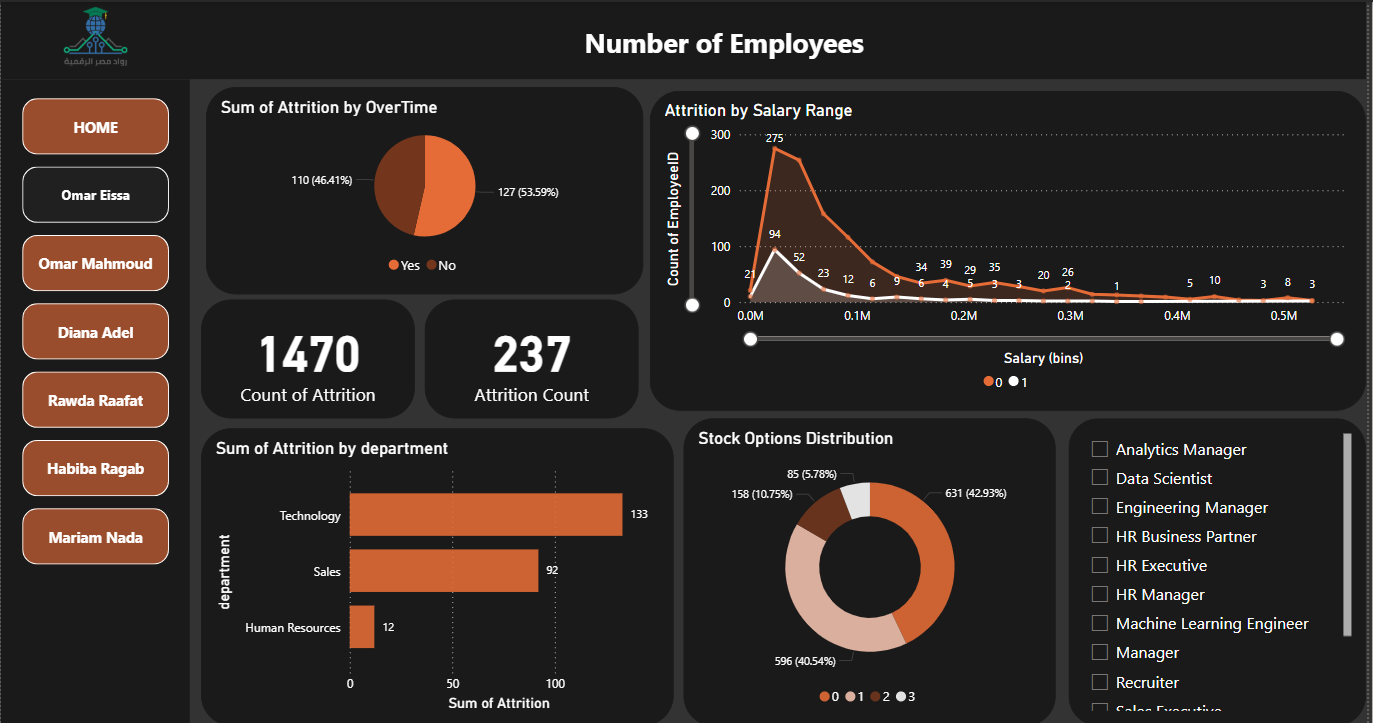 رواد مصر الرقمية
Number of Employees
HOME
Omar Eissa
Omar Mahmoud
Diana Adel
Rawda Raafat
Habiba Ragab
Mariam Nada
Sum of Attrition by OverTime
110 (46.41%)
127 (53.59%)
Yes No
1470
Count of Attrition
237
Attrition Count
Attrition by Salary Range
Count of EmployeeID
300
200
100
0
275
94
21
52
23
12
6
9
34
6
39
4
29
5
35
3
3
20
26
2
1
5
10
3
8
3
0.0M 0.1M 0.2M 0.3M 0.4M 0.5M
Salary (bins)
0 1
Sum of Attrition by department
department
Technology 133
Sales 92
Human Resources 12
0 50 100
Sum of Attrition
Stock Options Distribution
85 (5.78%)
158 (10.75%)
631 (42.93%)
596 (40.54%)
0 1 2 3
Analytics Manager
Data Scientist
Engineering Manager
HR Business Partner
HR Executive
HR Manager
Machine Learning Engineer
Manager
Recruiter
Sales Executive